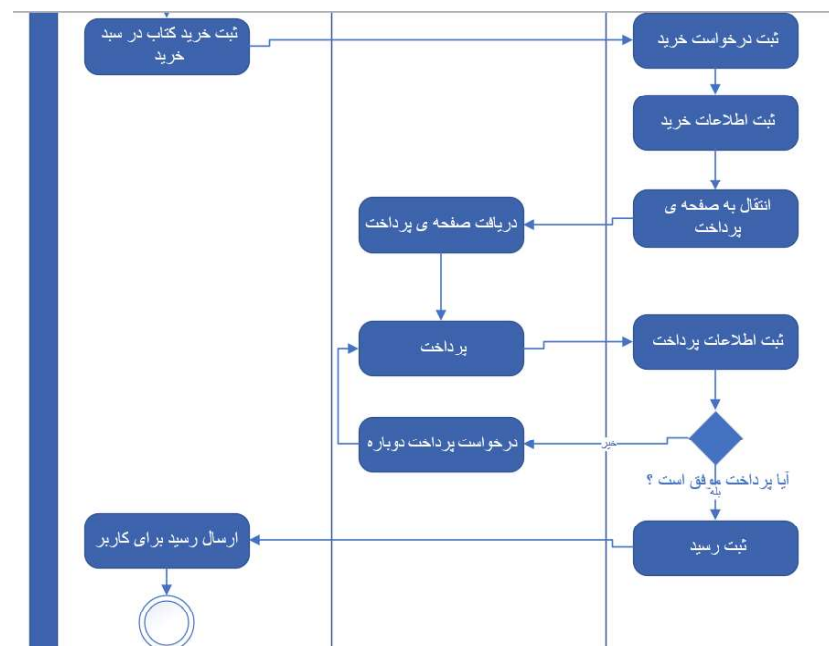 ثبت خرید کتاب در سبد
خرید
ثبت درخواست خرید
ثبت اطلاعات خرید
انتقال به صفحه ی
پرداخت
دریافت صفحه ی پرداخت
پرداخت
ثبت اطلاعات پرداخت
درخواست پرداخت دوباره
خیر
آیا پرداخت موفق است ؟
بله
ثبت رسید
ارسال رسید برای کاربر